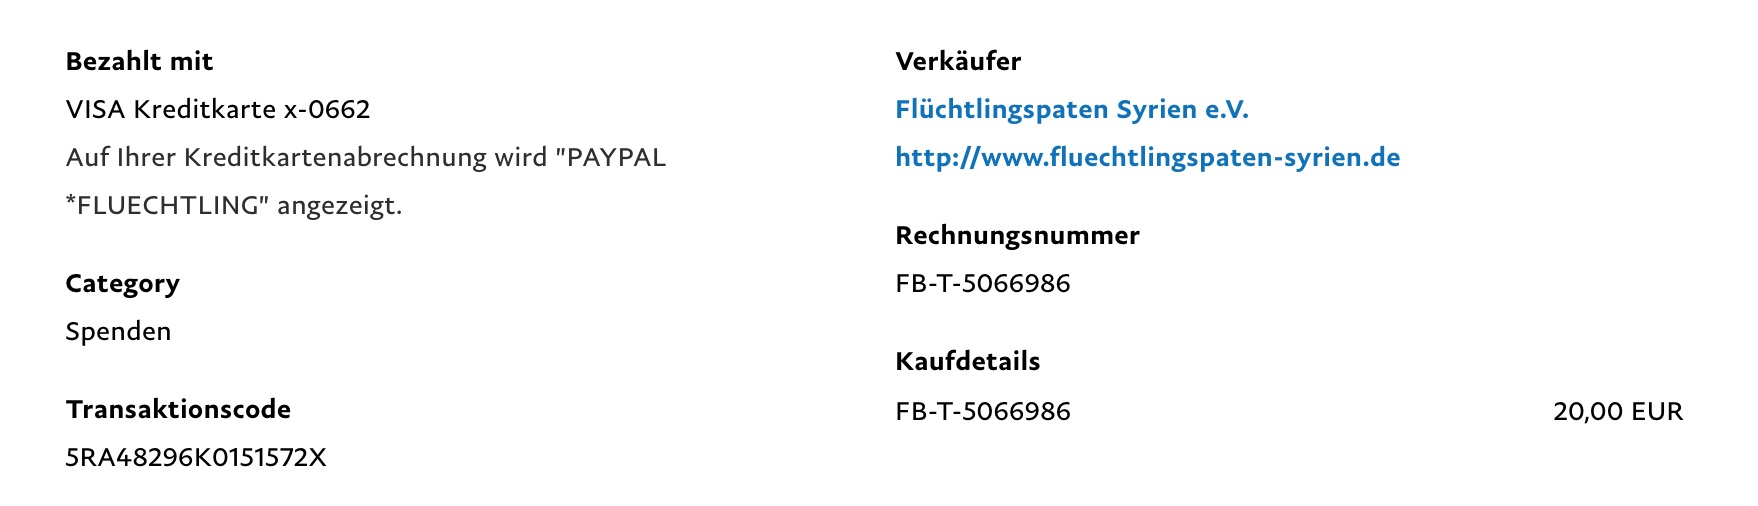 Bezahlt mit
VISA Kreditkarte x-0662
Auf Ihrer Kreditkartenabrechnung wird "PAYPAL
*FLUECHTLING" angezeigt.
Category
Spenden
Transaktionscode
5RA48296K0151572X
Verkäufer
Flüchtlingspaten Syrien e.V.
http://www.fluechtlingspaten-syrien.de
Rechnungsnummer
FB-T-5066986
Kaufdetails
FB-T-5066986 20,00 EUR